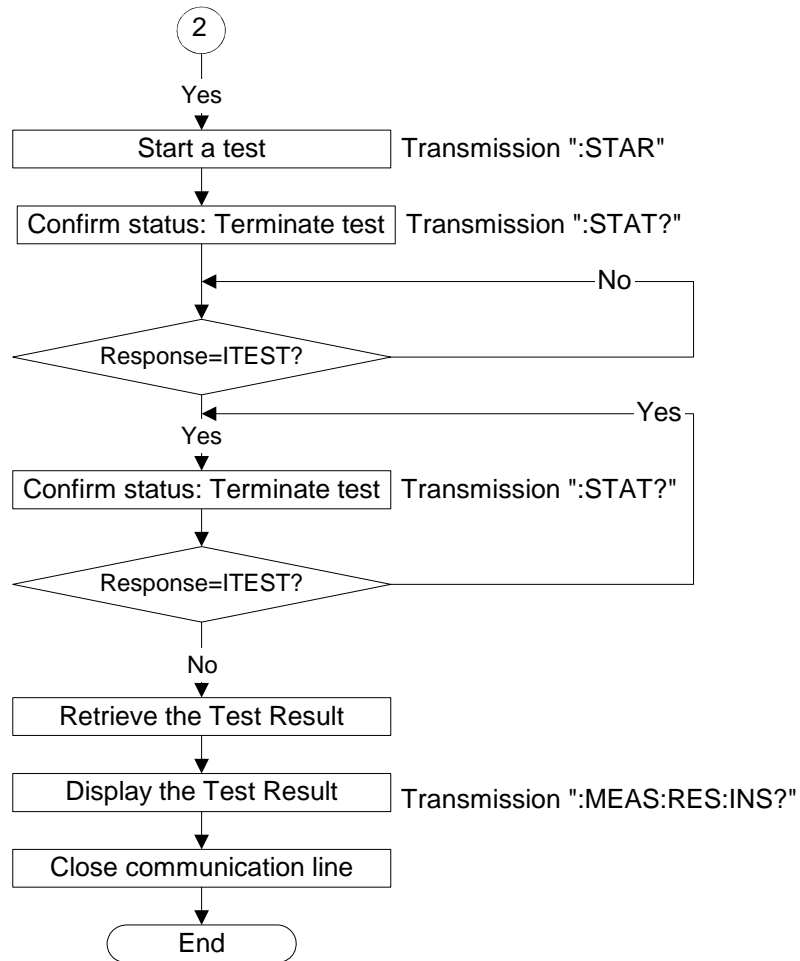 2
Yes
Start a test
Transmission ":STAR"
Confirm status: Terminate test
Transmission ":STAT?"
No
Response=ITEST?
Yes
Yes
Confirm status: Terminate test
Transmission ":STAT?"
Response=ITEST?
No
Retrieve the Test Result
Display the Test Result
Transmission ":MEAS:RES:INS?"
Close communication line
End